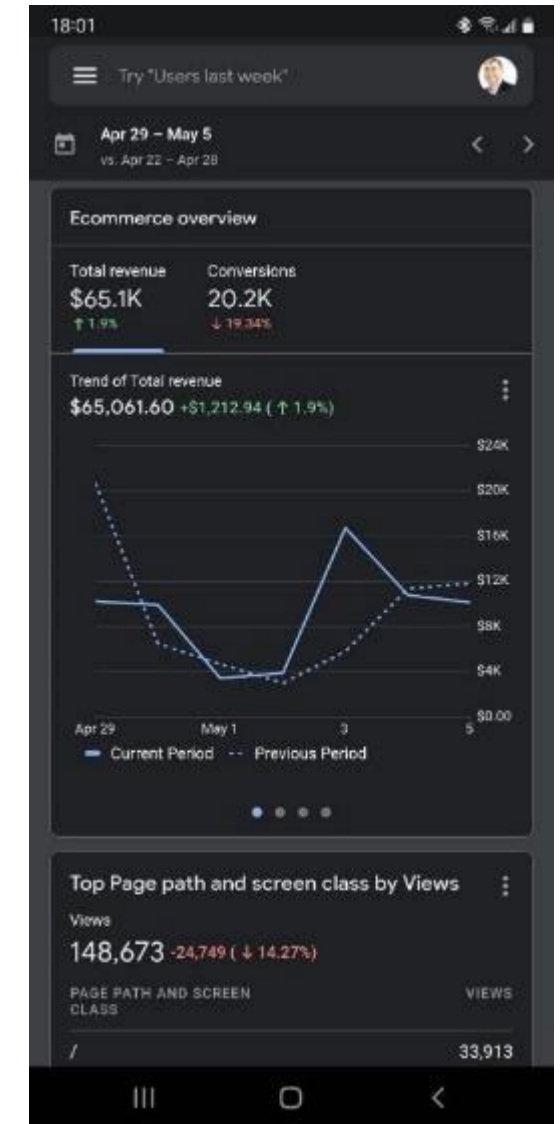 18:01
Try "Users last week"
Apr 29 – May 5
vs. Apr 22 – Apr 28
Ecommerce overview
Total revenue Conversions
$65.1K 20.2K
↑ 1.9% ↓ 19.34%
Trend of Total revenue
$65,061.60 +$1,212.94 ( ↑ 1.9%)
$24K
$20K
$16K
$12K
$8K
$4K
$0.00
Apr 29 May 1 3 5
Current Period Previous Period
Top Page path and screen class by Views
Views
148,673 -24,749 ( ↓ 14.27%)
PAGE PATH AND SCREEN VIEWS
CLASS
/ 33,913